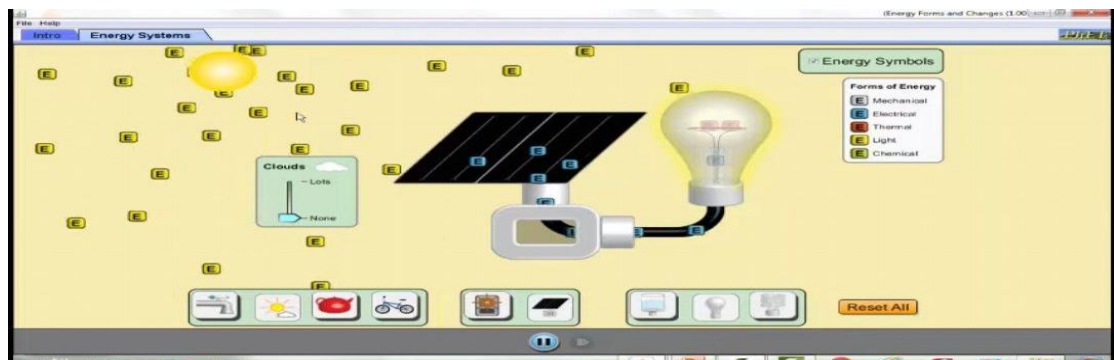 (Energy Forms and Changes (1.00)
File Help
Intro Energy Systems
Energy Symbols
Forms of Energy
E Mechanical
E Electrical
E Thermal
E Light
E Chemical
Clouds
Lots
None
Reset All